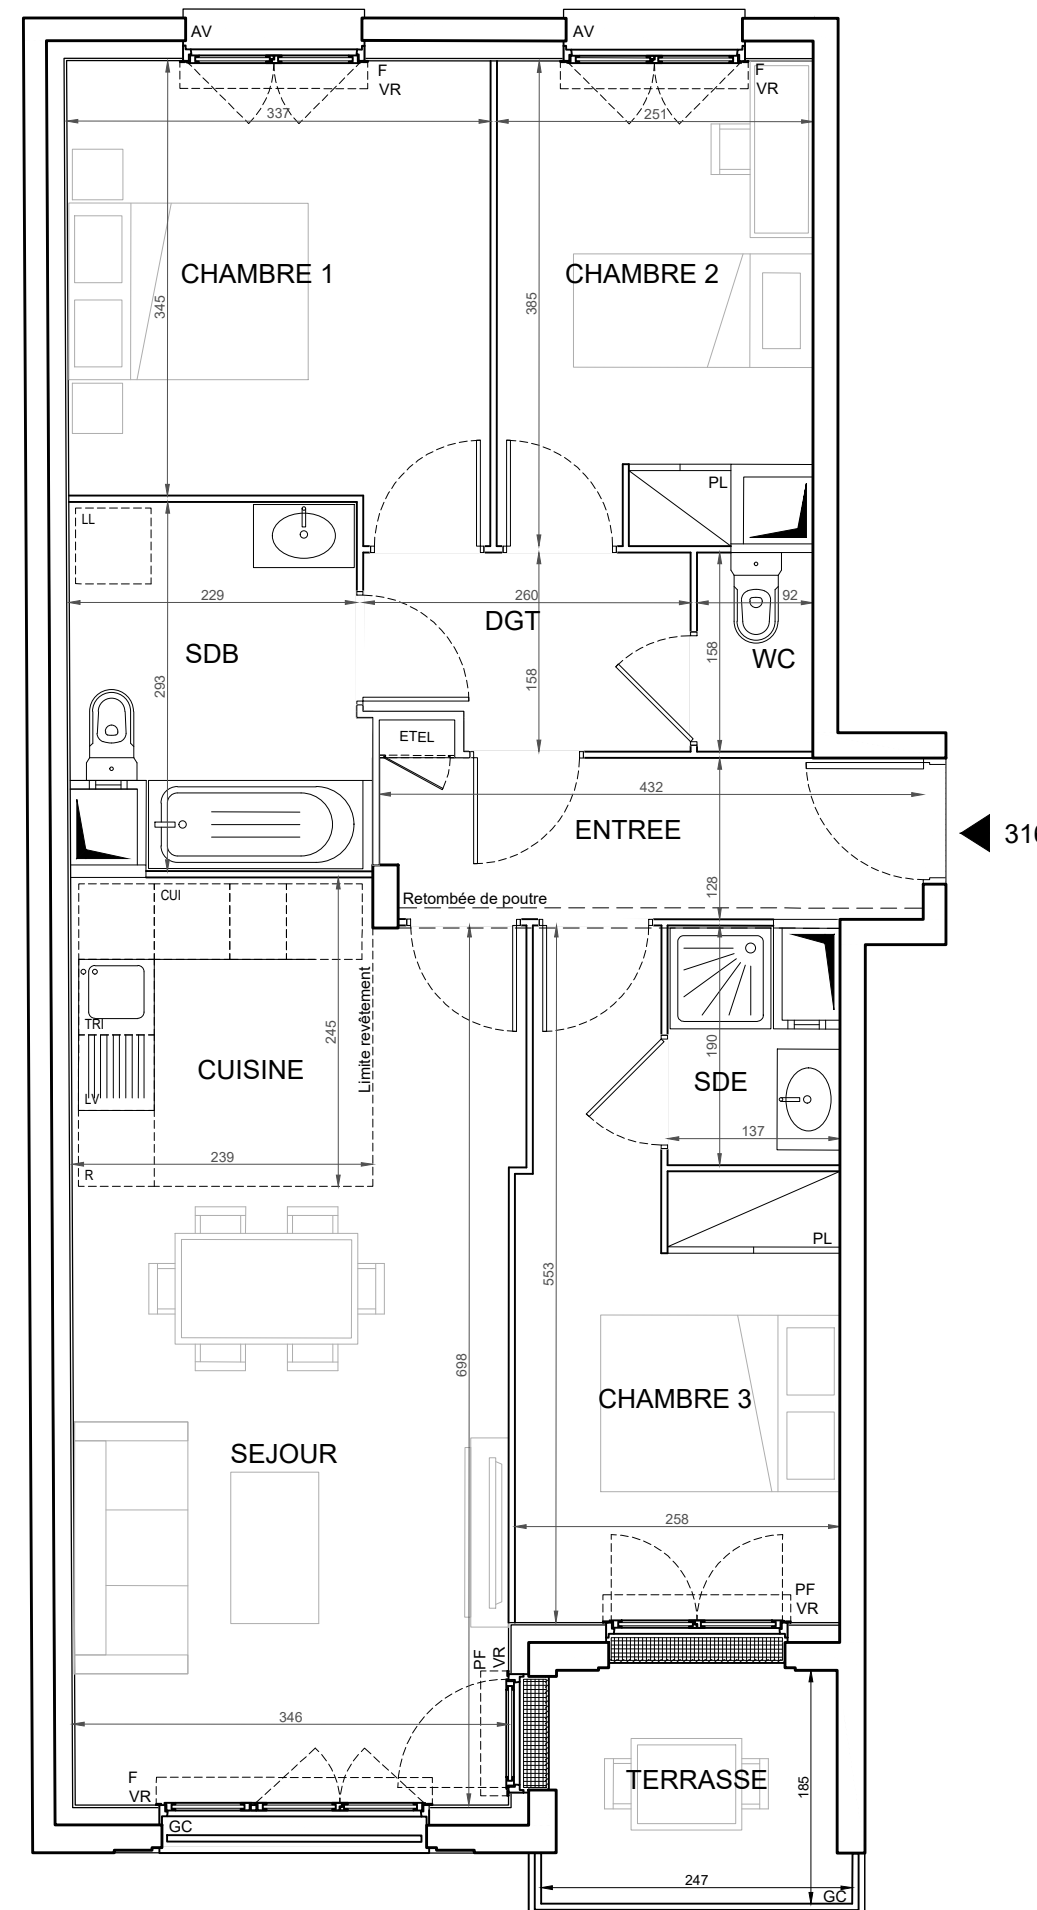 AV
AV
F
VR
F
VR
337
251
CHAMBRE 1
CHAMBRE 2
345
385
PL
LL
229
260
92
DGT
SDB
WC
158
158
293
ETEL
432
ENTREE
128
Retombée de poutre
CUI
Limite revêtement
245
TRI
CUISINE
190
SDE
LV
137
239
R
PL
553
698
CHAMBRE 3
SEJOUR
258
PF
VR
PF
VR
346
F
VR
GC
TERRASSE
185
247
GC